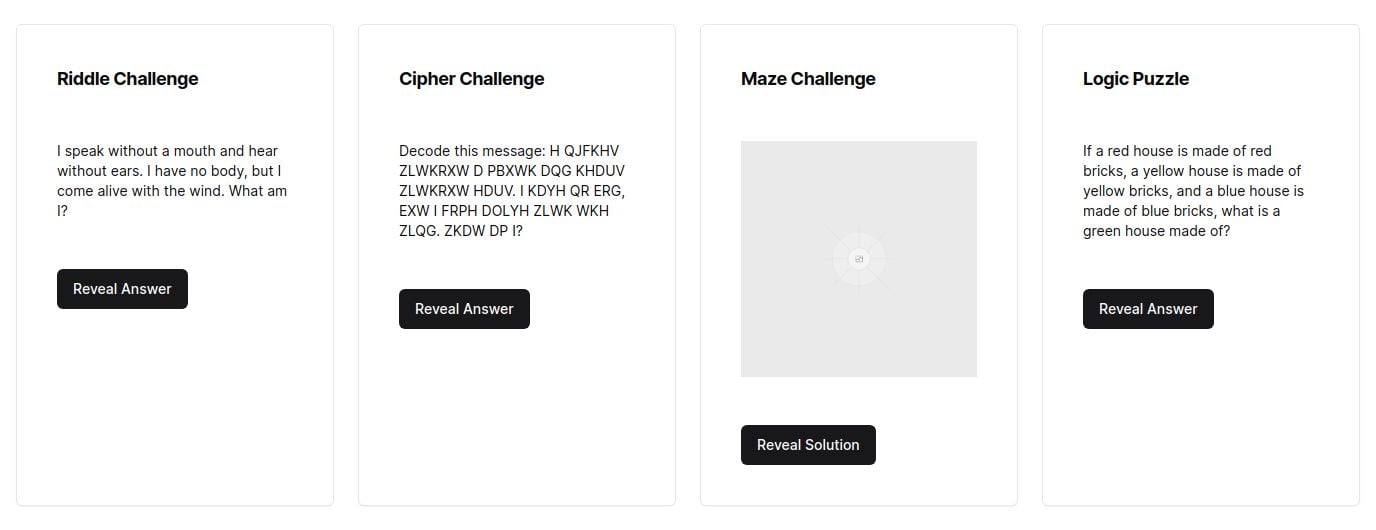 Riddle Challenge
I speak without a mouth and hear
without ears. I have no body, but I
come alive with the wind. What am
I?
Reveal Answer
Cipher Challenge
Decode this message: H QJFKHV
ZLWKRXW D PBXWK DQG KHDUV
ZLWKRXW HDUV. I KDYH QR ERG,
EXW I FRPH DOLYH ZLWK WKH
ZLQG. ZKDW DP I?
Reveal Answer
Maze Challenge
Reveal Solution
Logic Puzzle
If a red house is made of red
bricks, a yellow house is made of
yellow bricks, and a blue house is
made of blue bricks, what is a
green house made of?
Reveal Answer